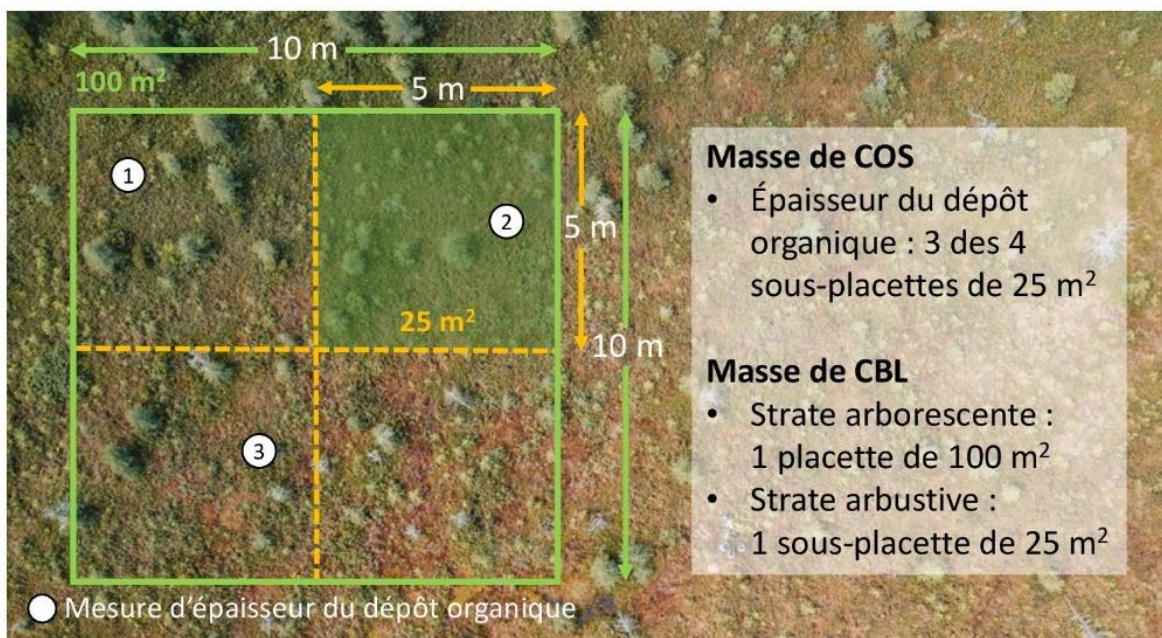 10 m
100 m²
5 m
1
2
5 m
25 m²
10 m
3
Mesure d'épaisseur du dépôt organique
Masse de COS
• Épaisseur du dépôt
organique : 3 des 4
sous-placettes de 25 m²
Masse de CBL
• Strate arborescente :
1 placette de 100 m²
• Strate arbustive :
1 sous-placette de 25 m²